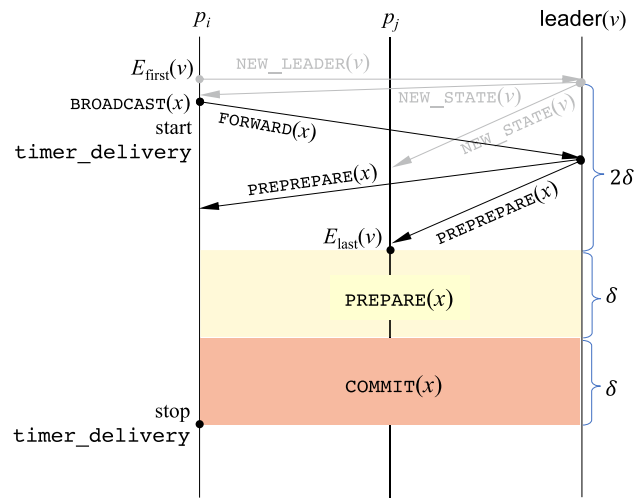 p_i p_j leader(v)
E_first(v)
NEW_LEADER(v)
NEW_STATE(v)
BROADCAST(x)
FORWARD(x)
NEW_STATE(v)
start
timer_delivery
PREPREPARE(x)
2δ
PREPREPARE(x)
E_last(v)
PREPARE(x)
δ
COMMIT(x)
δ
stop
timer_delivery